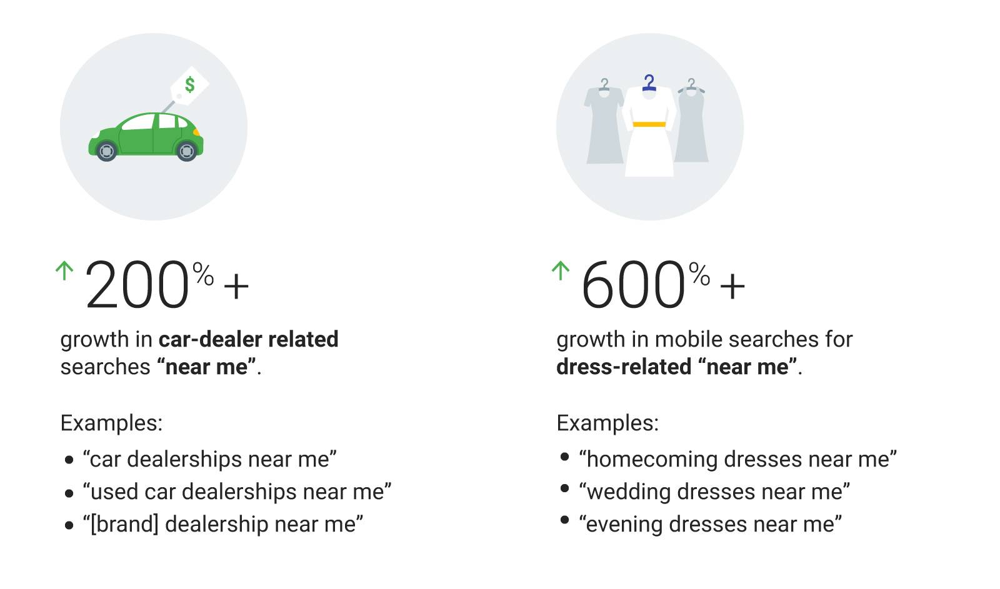 $
200% +
growth in car-dealer related
searches “near me”.
Examples:
• “car dealerships near me”
• “used car dealerships near me”
• “[brand] dealership near me”
600% +
growth in mobile searches for
dress-related “near me”.
Examples:
• “homecoming dresses near me”
• “wedding dresses near me”
• “evening dresses near me”